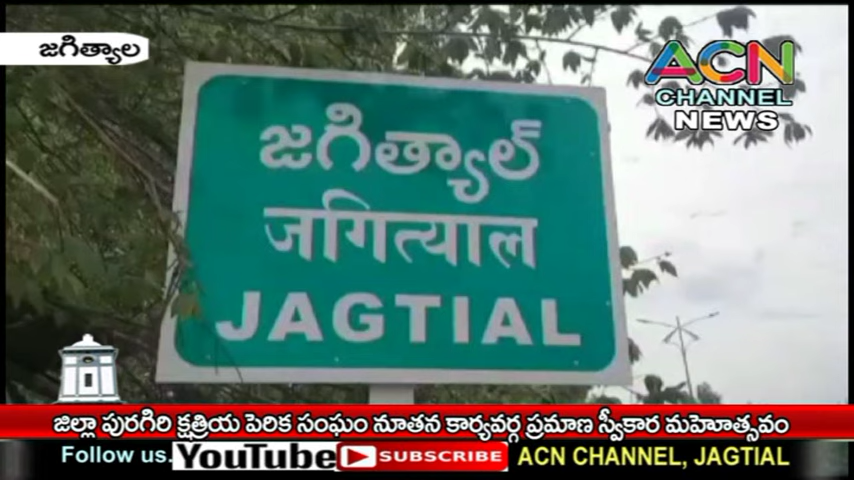 జగిత్యాల
ACN
CHANNEL
NEWS
జగిత్యాల్
जगित्याल
JAGTIAL
జిల్లా పురగిరి క్షత్రియ పెరిక సంఘం నూతన కార్యవర్గ ప్రమాణ స్వీకార మహెూత్సవం
Follow us. YouTube SUBSCRIBE ACN CHANNEL, JAGTIAL